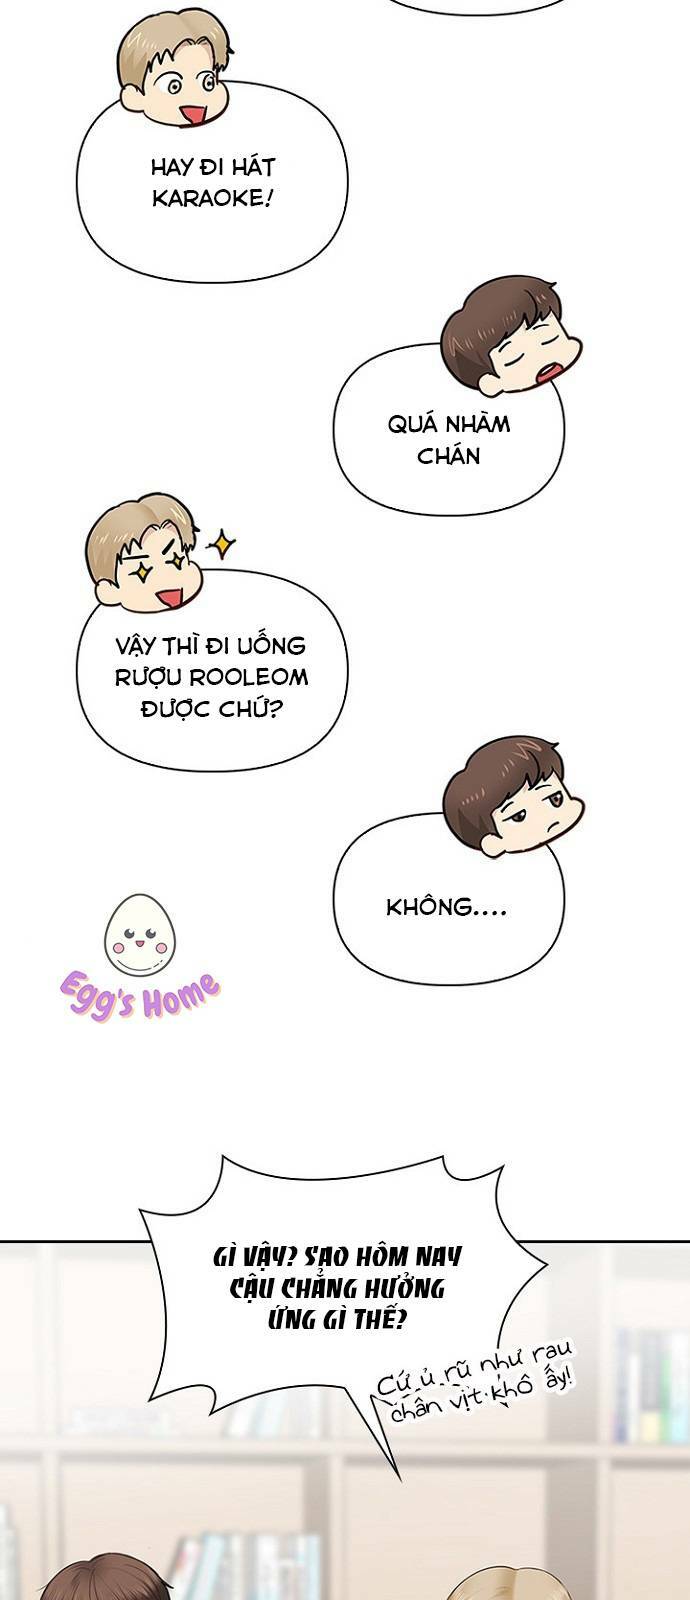 HAY ĐI HÁT
KARAOKE!
QUÁ NHÀM
CHÁN
VẬY THÌ ĐI UỐNG
RƯỢU ROOLEOM
ĐƯỢC CHỨ?
KHÔNG....
Egg's Home
GÌ VẬY? SAO HÔM NAY
CẬU CHẲNG HƯỞNG
ỨNG GÌ THẾ?
Cứ ủ rũ như rau
chân vịt khô ấy!